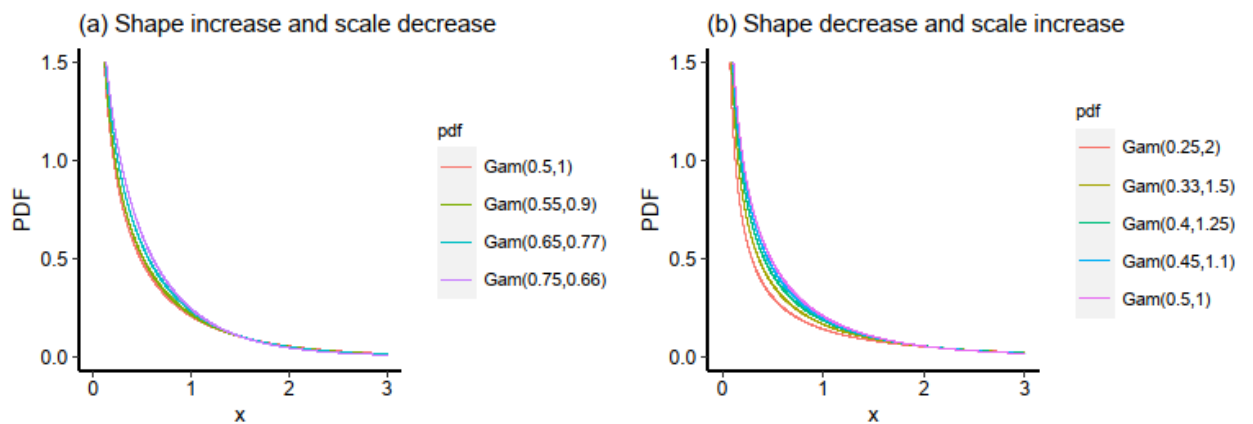 (a) Shape increase and scale decrease
1.5
1.0
0.5
0.0
PDF
0
1
2
3
x
pdf
Gam(0.5,1)
Gam(0.55,0.9)
Gam(0.65,0.77)
Gam(0.75,0.66)
(b) Shape decrease and scale increase
1.5
1.0
0.5
0.0
PDF
0
1
2
3
x
pdf
Gam(0.25,2)
Gam(0.33,1.5)
Gam(0.4,1.25)
Gam(0.45,1.1)
Gam(0.5,1)